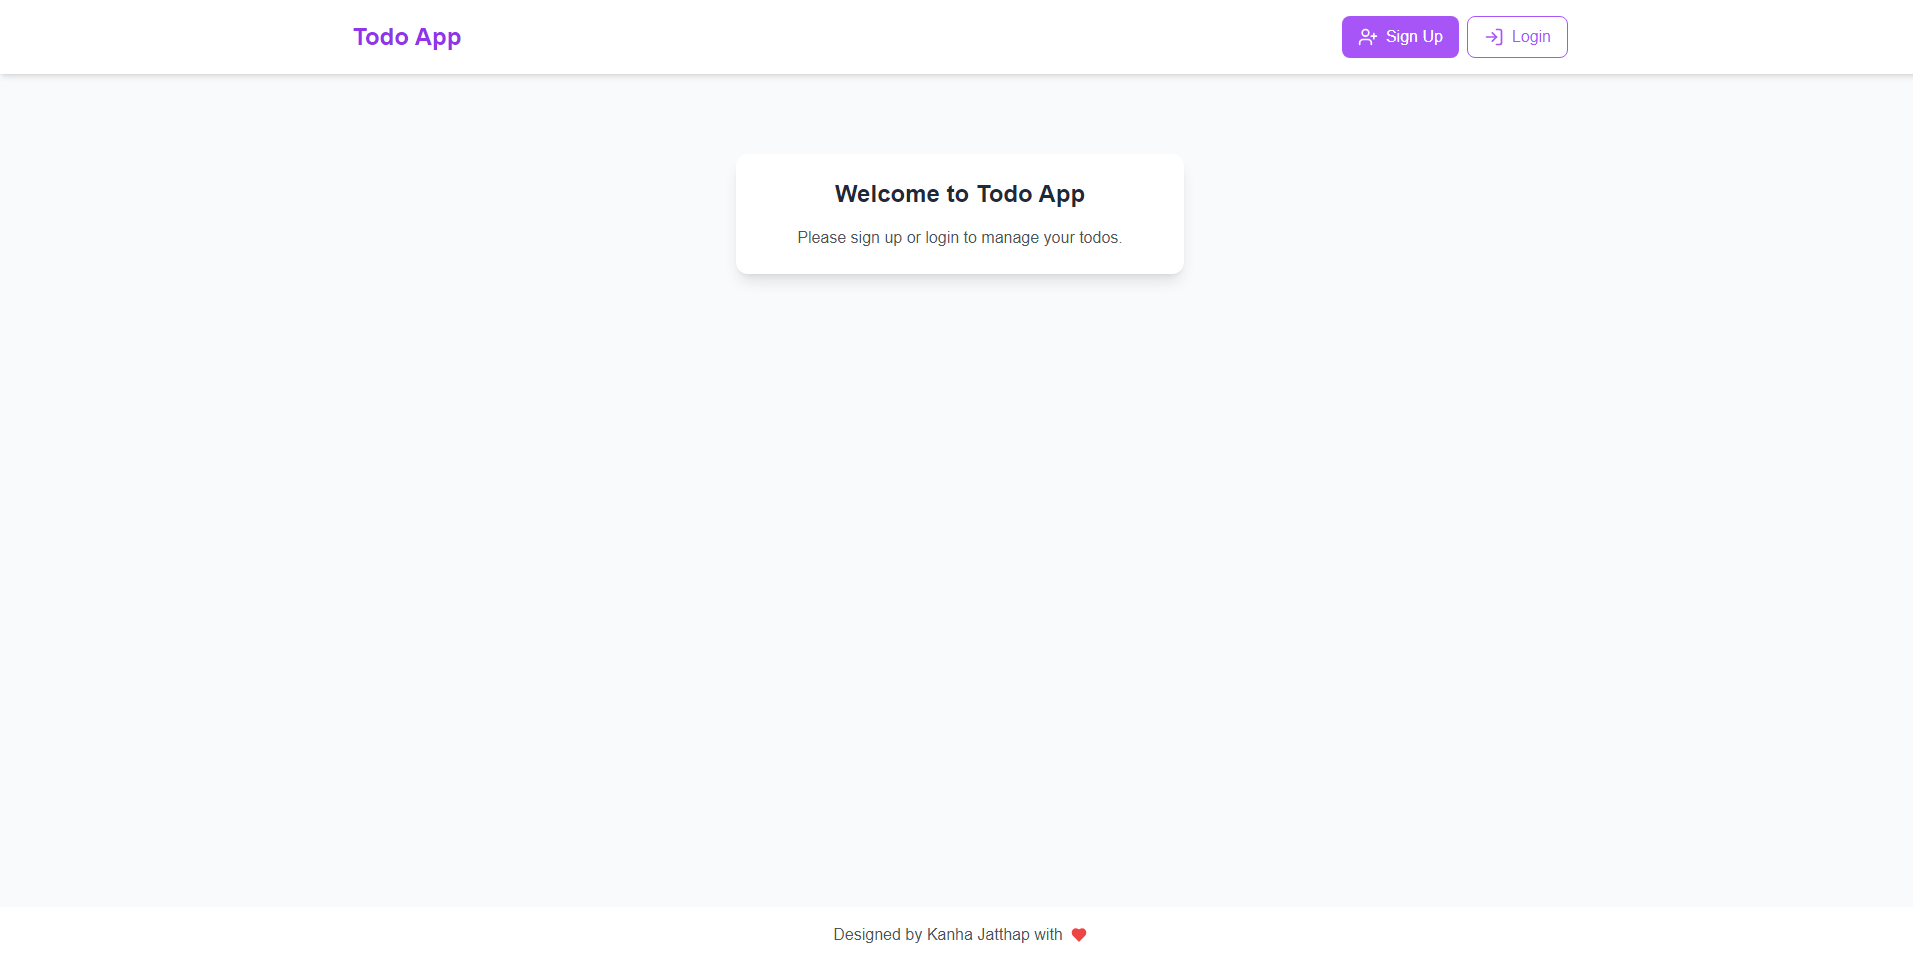 Todo App
Sign Up
Login
Welcome to Todo App
Please sign up or login to manage your todos.
Designed by Kanha Jatthap with